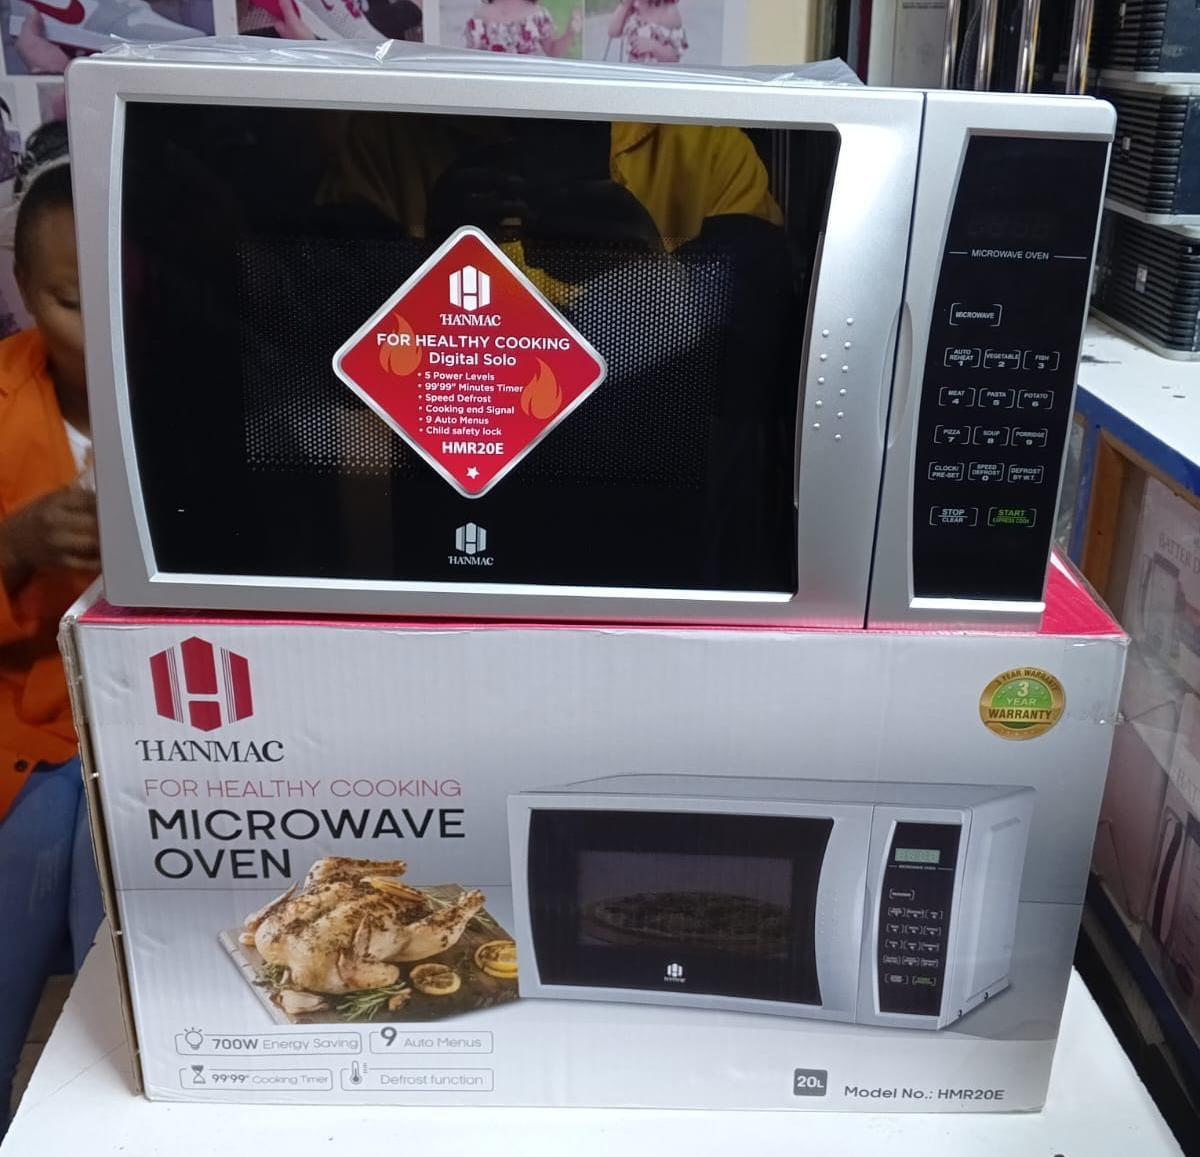 HANMAC
FOR HEALTHY COOKING
Digital Solo
• 5 Power Levels
• 99'99" Minutes Timer
• Speed Defrost
• Cooking end Signal
• 9 Auto Menus
• Child safety lock
HMR20E
HANMAC
MICROWAVE OVEN
MICROWAVE
AUTO REHEAT 1
VEGETABLE 2
FISH 3
MEAT 4
PASTA 5
POTATO 6
PIZZA 7
SOUP 8
PORRIDGE 9
CLOCK/ PRE-SET
SPEED DEFROST 0
DEFROST BY W.T.
STOP CLEAR
START EXPRESS COOK
HANMAC
FOR HEALTHY COOKING
MICROWAVE
OVEN
3 YEAR WARRANTY
3
YEAR
WARRANTY
700W Energy Saving
9 Auto Menus
99'99" Cooking Timer
Defrost function
20L
Model No.: HMR20E